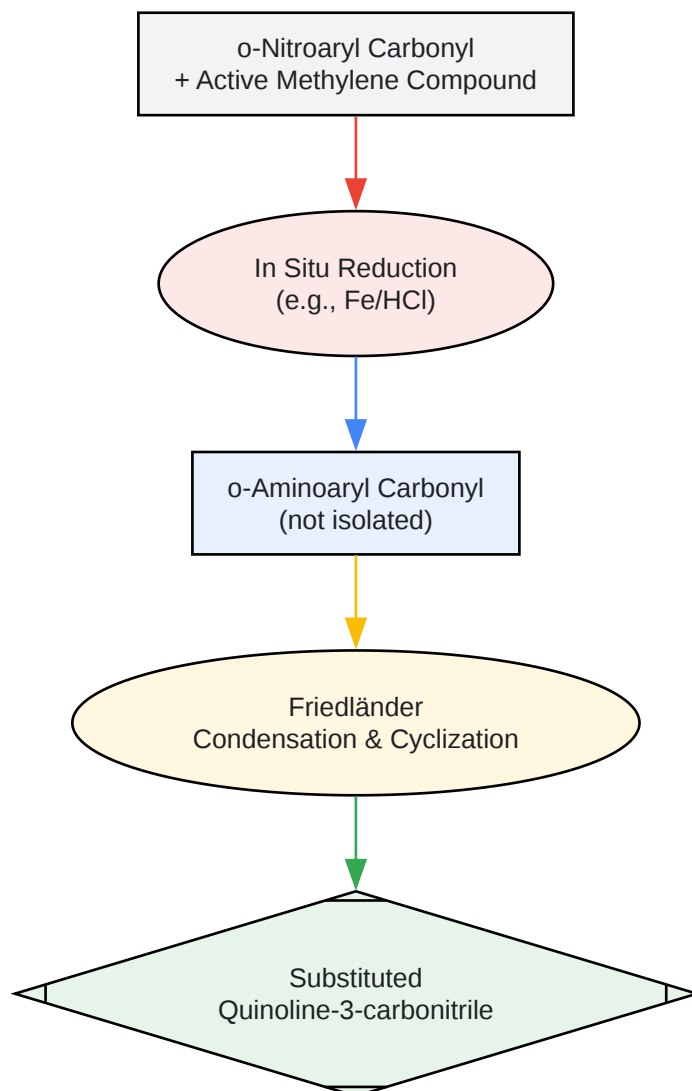 o-Nitroaryl Carbonyl
+ Active Methylene Compound
In Situ Reduction
(e.g., Fe/HCl)
o-Aminoaryl Carbonyl
(not isolated)
Friedländer
Condensation & Cyclization
Substituted
Quinoline-3-carbonitrile